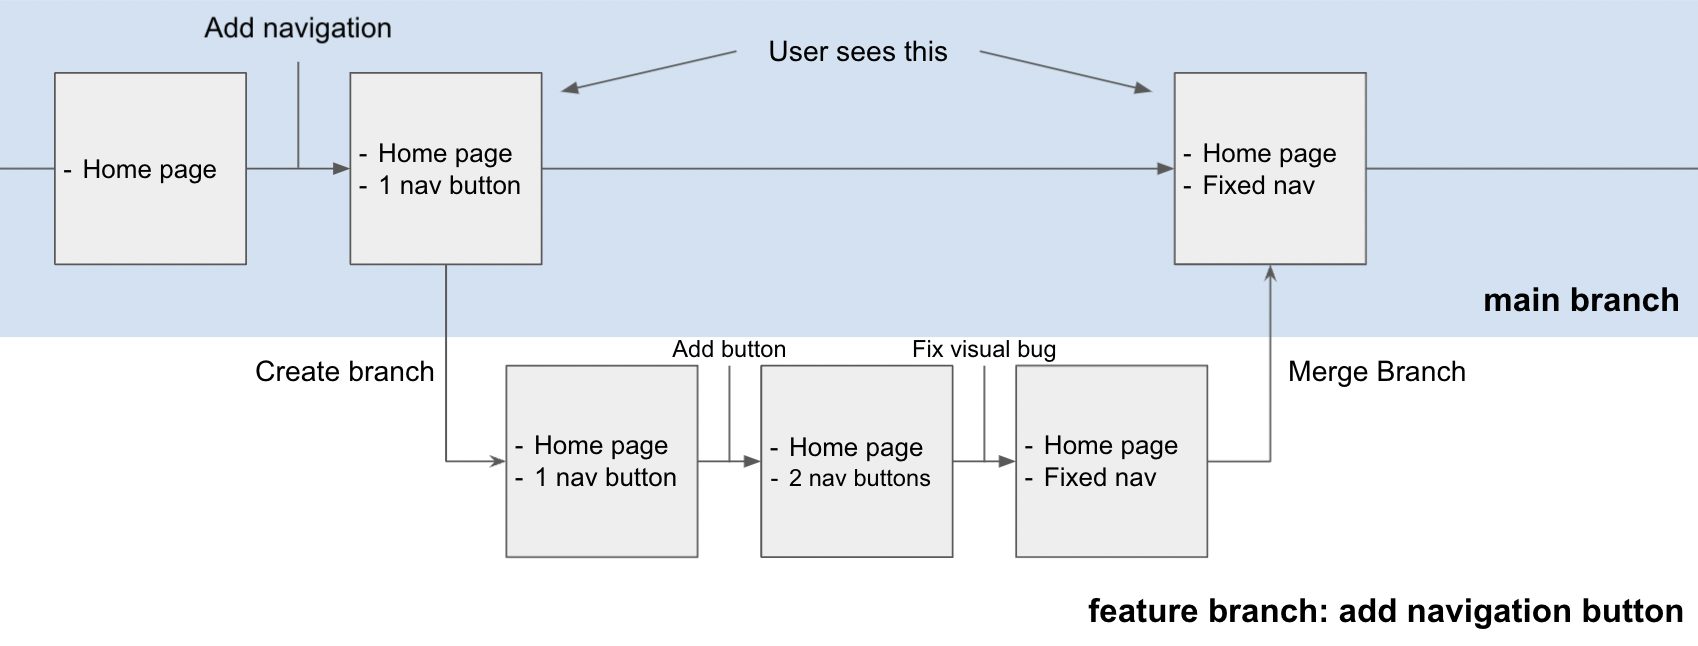 Add navigation
User sees this
- Home page
- Home page
- 1 nav button
- Home page
- Fixed nav
main branch
Create branch
Add button
Fix visual bug
Merge Branch
- Home page
- 1 nav button
- Home page
- 2 nav buttons
- Home page
- Fixed nav
feature branch: add navigation button